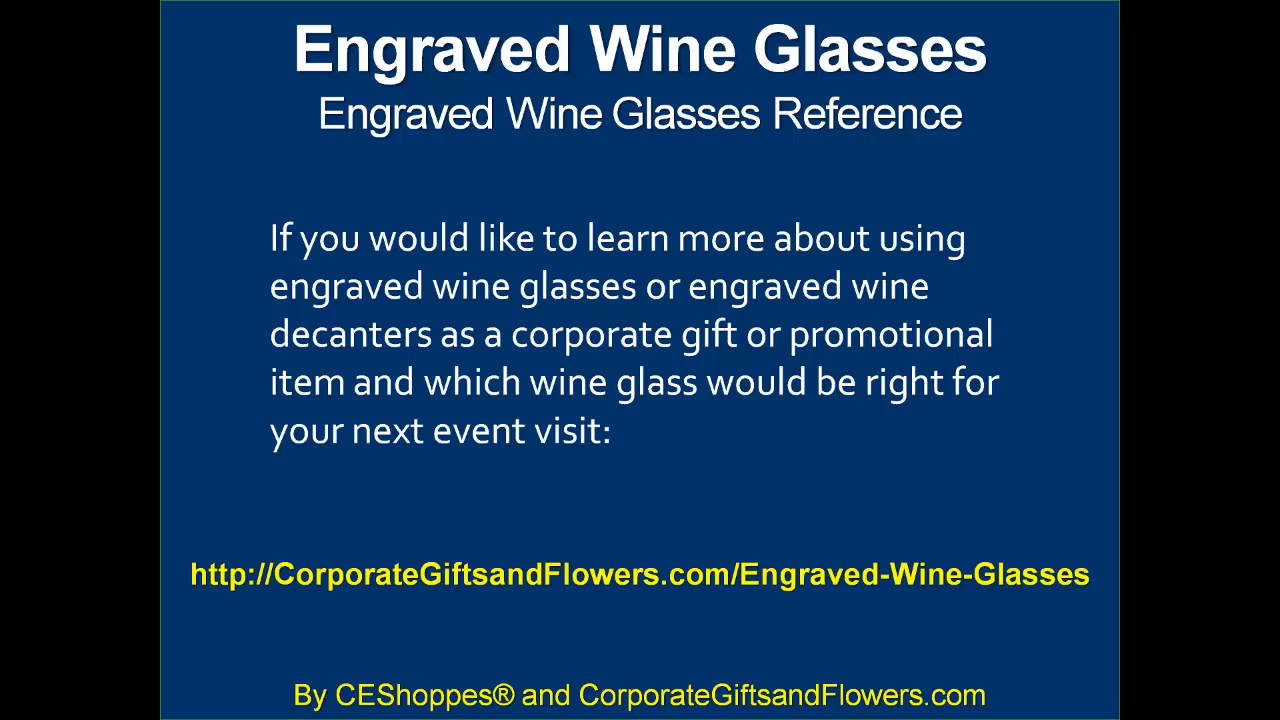 Engraved Wine Glasses
Engraved Wine Glasses Reference
If you would like to learn more about using
engraved wine glasses or engraved wine
decanters as a corporate gift or promotional
item and which wine glass would be right for
your next event visit:
http://CorporateGiftsandFlowers.com/Engraved-Wine-Glasses
By CEShoppes® and CorporateGiftsandFlowers.com